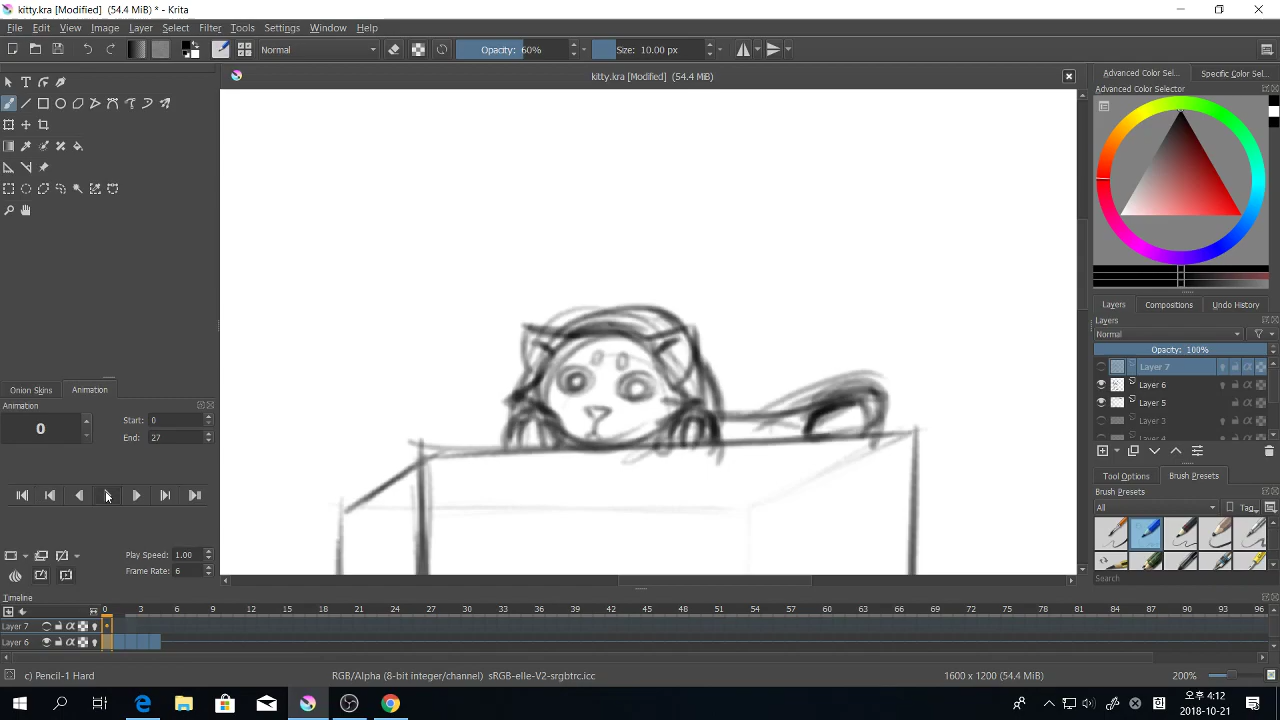 kitty.kra [Modified] (54.4 MiB) * - Krita
File Edit View Image Layer Select Filter Tools Settings Window Help
Normal Opacity: 60% Size: 10.00 px
kitty.kra [Modified] (54.4 MiB)
Advanced Color Sel... Specific Color Sel...
Advanced Color Selector
Layers Compositions Undo History
Layers
Normal
Opacity: 100%
Layer 7
Layer 6
Layer 5
Layer 3
Layer 4
Onion Skins Animation
Animation
0 Start: 0
End: 27
Play Speed: 1.00
Frame Rate: 6
Tool Options Brush Presets
Brush Presets
All Tag
Search
Timeline
0 3 6 9 12 15 18 21 24 27 30 33 36 39 42 45 48 51 54 57 60 63 66 69 72 75 78 81 84 87 90 93 96
Layer 7
Layer 6
c) Pencil-1 Hard RGB/Alpha (8-bit integer/channel) sRGB-elle-V2-srgbtrc.icc 1600 x 1200 (54.4 MiB) 200%
오후 4:12
2018-10-21